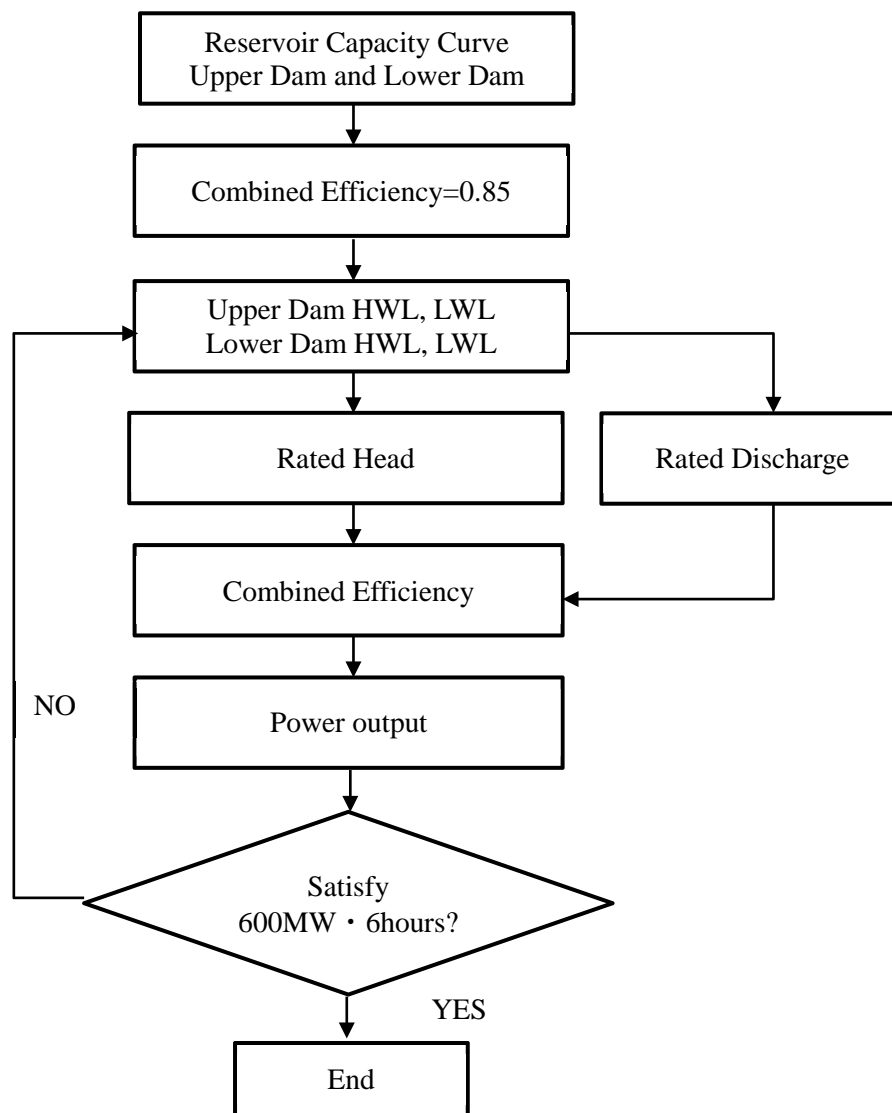 Reservoir Capacity Curve
Upper Dam and Lower Dam
Combined Efficiency=0.85
Upper Dam HWL, LWL
Lower Dam HWL, LWL
Rated Head
Rated Discharge
Combined Efficiency
Power output
NO
Satisfy
600MW・6hours?
YES
End